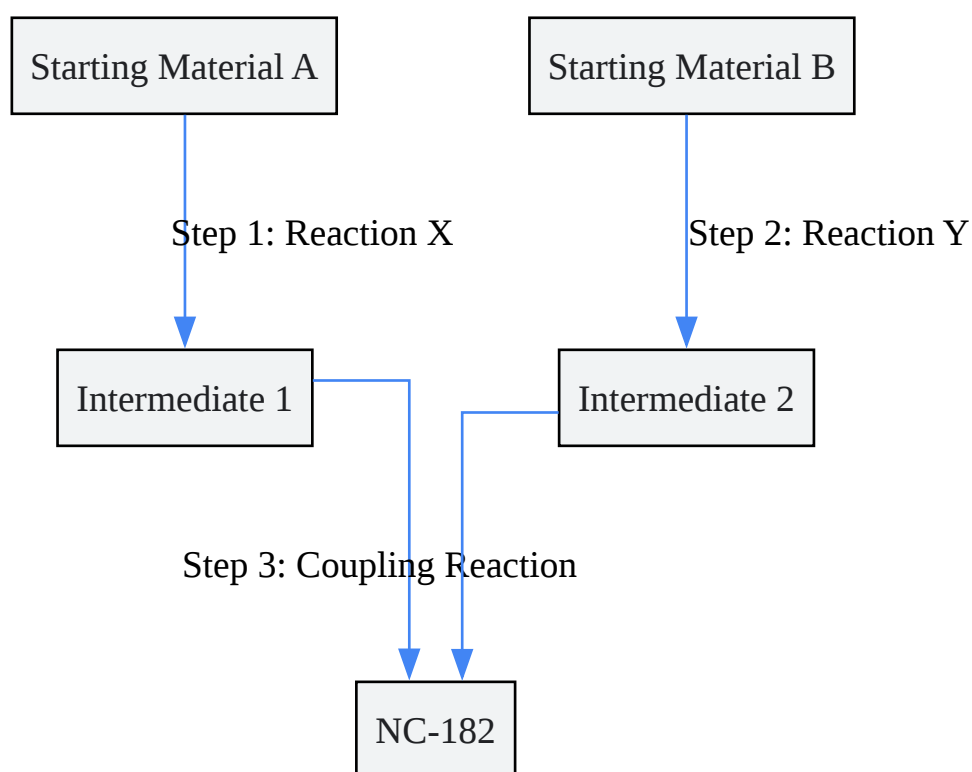 Starting Material A
Starting Material B
Step 1: Reaction X
Step 2: Reaction Y
Intermediate 1
Intermediate 2
Step 3: Coupling Reaction
NC-182